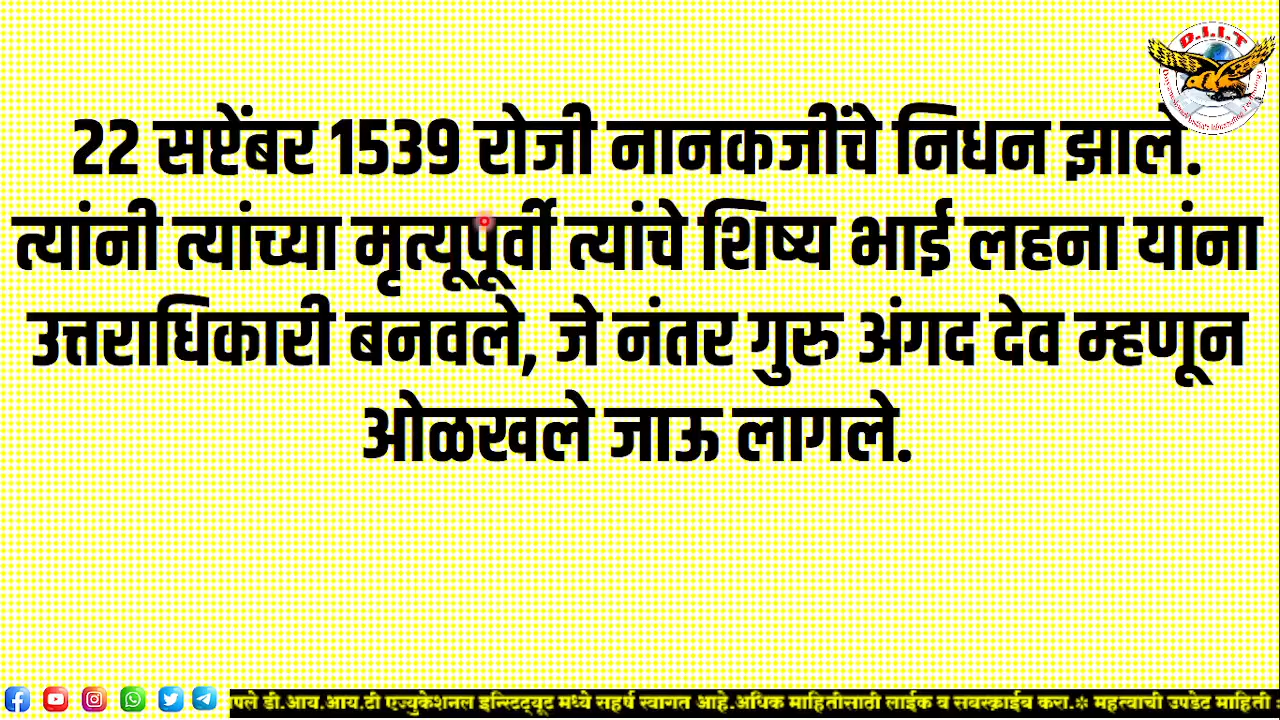 D.I.I.T
22 सप्टेंबर 1539 रोजी नानकजींचे निधन झाले.
त्यांनी त्यांच्या मृत्यूपूर्वी त्यांचे शिष्य भाई लहना यांना
उत्तराधिकारी बनवले, जे नंतर गुरु अंगद देव म्हणून
ओळखले जाऊ लागले.
पले डी.आय.आय.टी एज्युकेशनल इन्स्टिट्यूट मध्ये सहर्ष स्वागत आहे.अधिक माहितीसाठी लाईक व सबस्क्राईब करा.* महत्वाची उपडेट माहिती